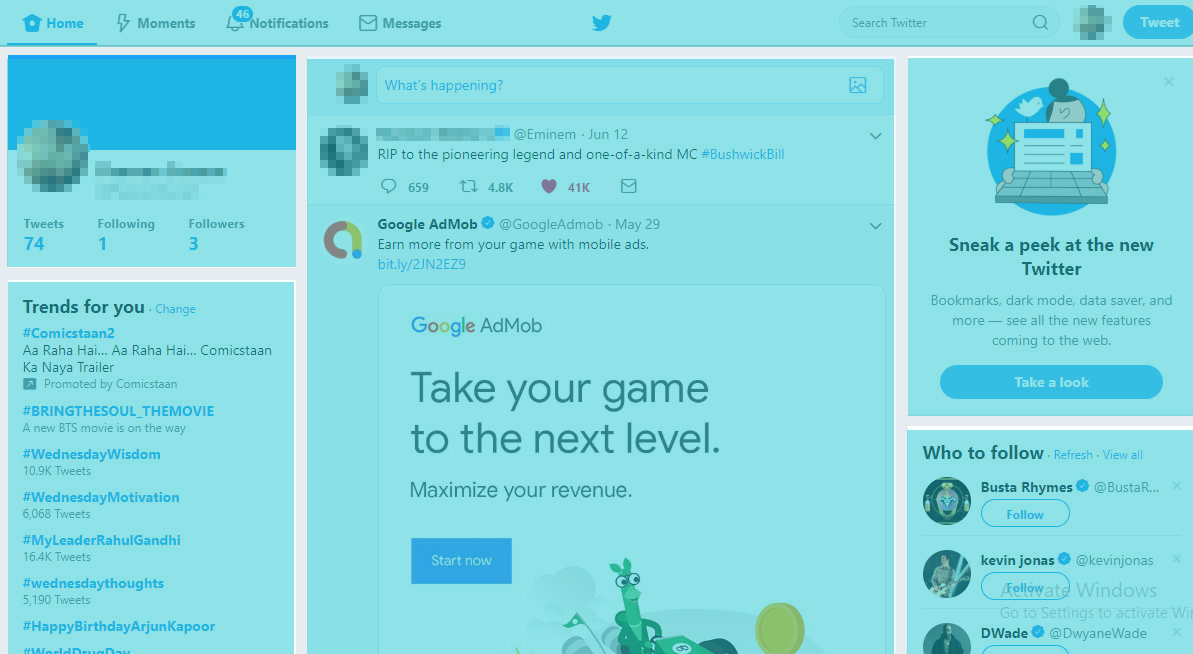 Home
Moments
46
Notifications
Messages
Search Twitter
Tweet
Tweets
Following
Followers
74
1
3
Trends for you · Change
#Comicstaan2
Aa Raha Hai... Aa Raha Hai... Comicstaan
Ka Naya Trailer
Promoted by Comicstaan
#BRINGTHESOUL_THEMOVIE
A new BTS movie is on the way
#WednesdayWisdom
10.9K Tweets
#WednesdayMotivation
6,068 Tweets
#MyLeaderRahulGandhi
16.4K Tweets
#wednesdaythoughts
5,190 Tweets
#HappyBirthdayArjunKapoor
#WorldDrugDay
What's happening?
@Eminem · Jun 12
RIP to the pioneering legend and one-of-a-kind MC #BushwickBill
659
4.8K
41K
Google AdMob @GoogleAdmob · May 29
Earn more from your game with mobile ads.
bit.ly/2JN2EZ9
Google AdMob
Take your game
to the next level.
Maximize your revenue.
Start now
Sneak a peek at the new
Twitter
Bookmarks, dark mode, data saver, and
more — see all the new features
coming to the web.
Take a look
Who to follow · Refresh · View all
Busta Rhymes @BustaR...
Follow
kevin jonas @kevinjonas
Follow
Activate Windows
Go to Settings to activate Wi
DWade @DwyaneWade